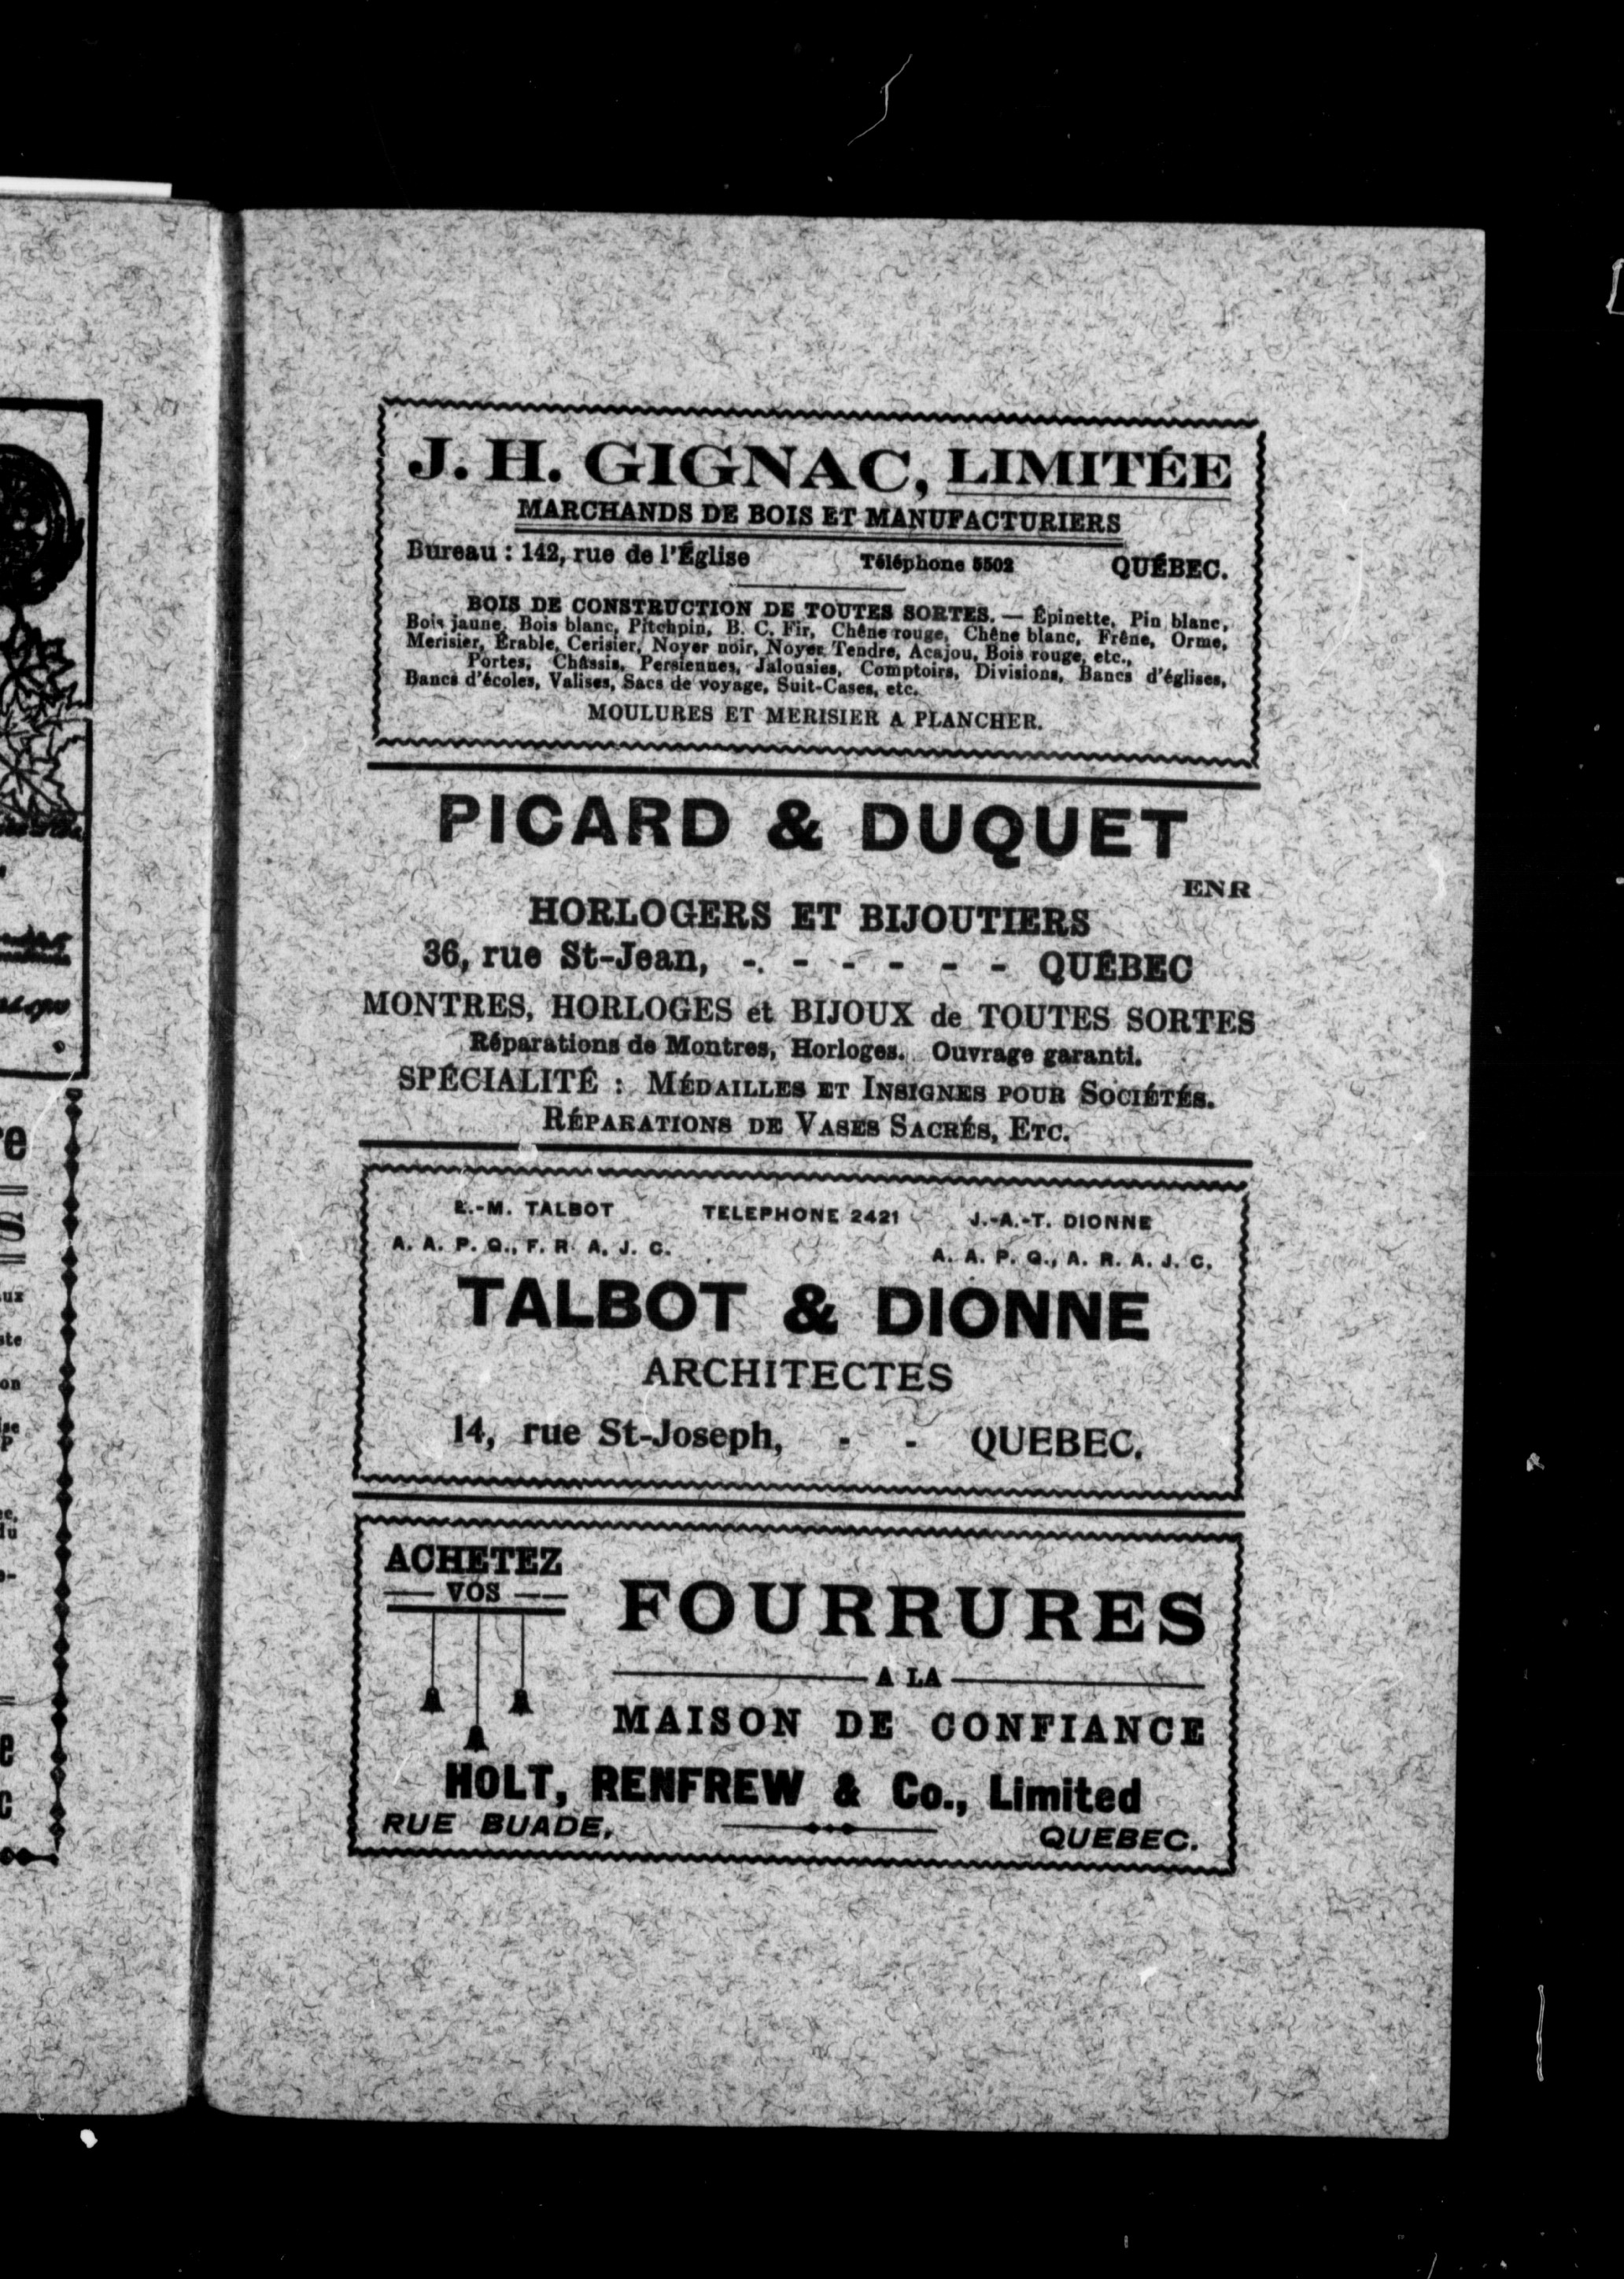 J. H. GIGNAC, LIMITÉE
MARCHANDS DE BOIS ET MANUFACTURIERS
Bureau : 142, rue de l'Église Téléphone 5502 QUÉBEC.
BOIS DE CONSTRUCTION DE TOUTES SORTES. — Épinette, Pin blanc,
Bois jaune, Bois blanc, Pitchpin, B. C. Fir, Chêne rouge, Chêne blanc, Frêne, Orme,
Merisier, Érable, Cerisier, Noyer noir, Noyer Tendre, Acajou, Bois rouge, etc.,
Portes, Châssis, Persiennes, Jalousies, Comptoirs, Divisions, Bancs d'églises,
Bancs d'écoles, Valises, Sacs de voyage, Suit-Cases, etc.
MOULURES ET MERISIER A PLANCHER.
PICARD & DUQUET
ENR
HORLOGERS ET BIJOUTIERS
36, rue St-Jean, - - - - - - QUÉBEC
MONTRES, HORLOGES et BIJOUX de TOUTES SORTES
Réparations de Montres, Horloges. Ouvrage garanti.
SPÉCIALITÉ : MÉDAILLES ET INSIGNES POUR SOCIÉTÉS.
RÉPARATIONS DE VASES SACRÉS, ETC.
E.-M. TALBOT TELEPHONE 2421 J.-A.-T. DIONNE
A. A. P. Q., F. R. A. J. C. A. A. P. Q., A. R. A. J. C.
TALBOT & DIONNE
ARCHITECTES
14, rue St-Joseph, - - QUEBEC.
ACHETEZ
VOS
FOURRURES
A LA
MAISON DE CONFIANCE
HOLT, RENFREW & Co., Limited
RUE BUADE, QUEBEC.